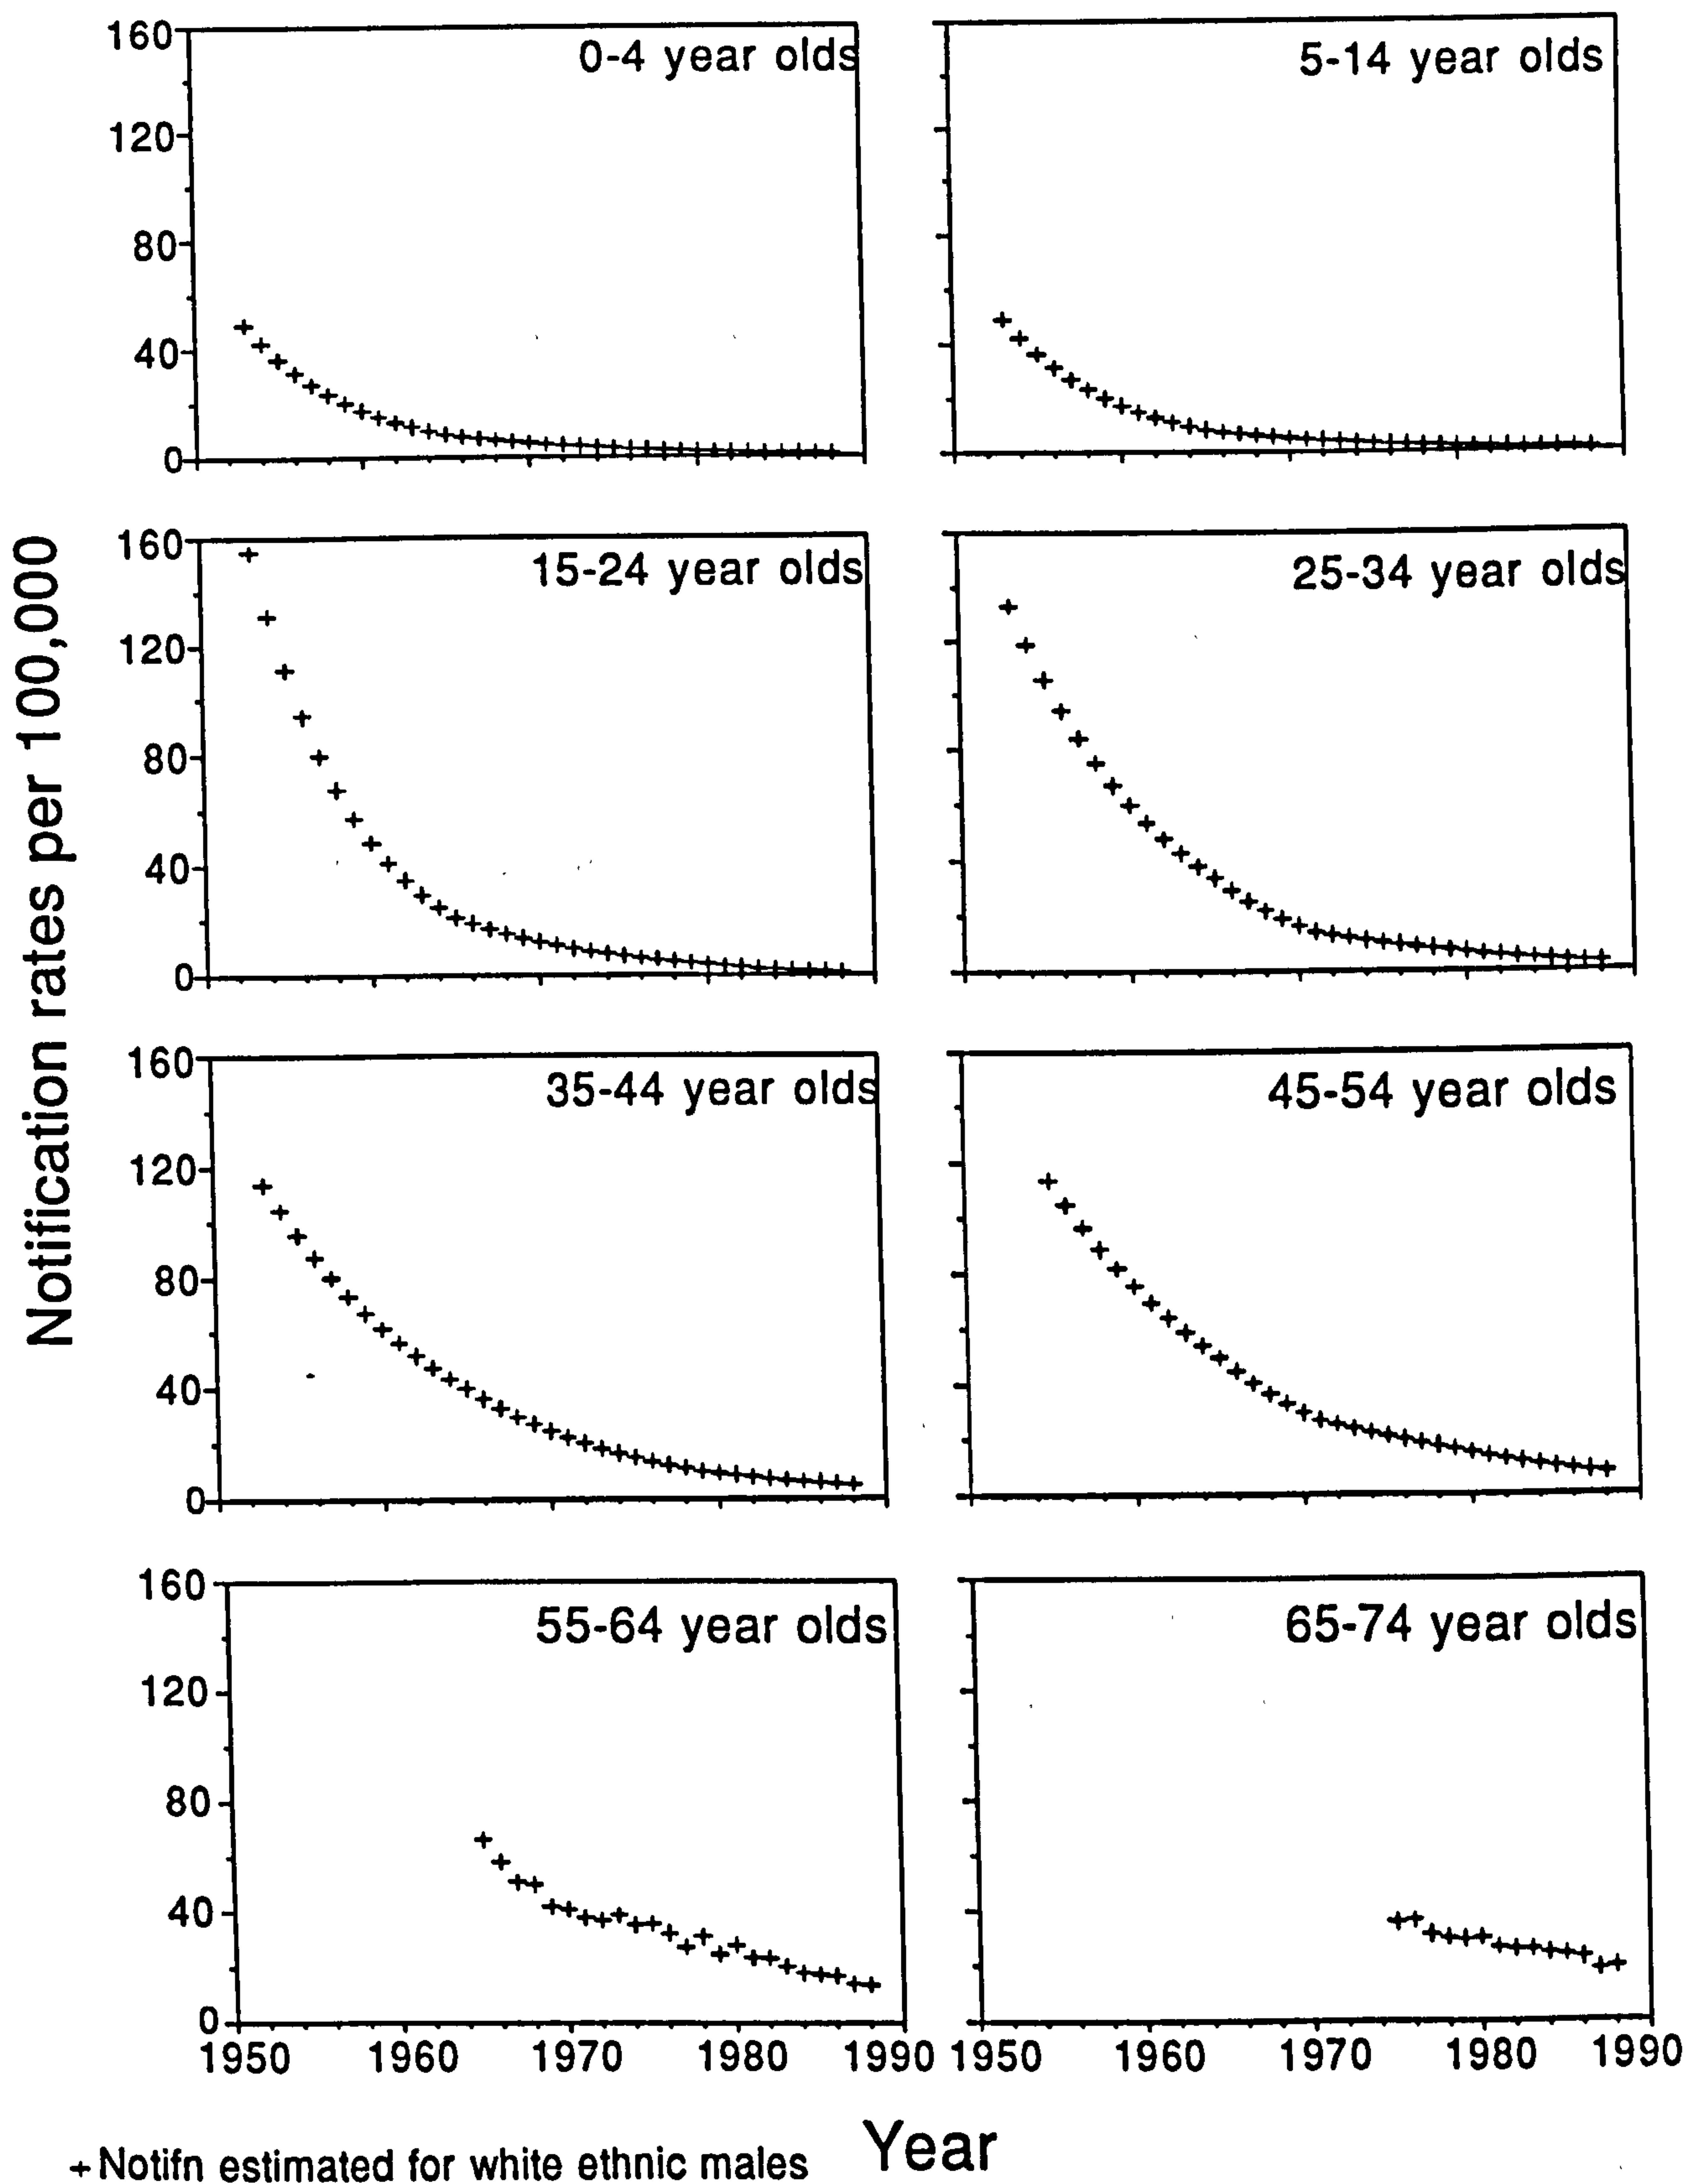 160
120
80
40
0
0-4 year olds
5-14 year olds
160
120
80
40
0
15-24 year olds
25-34 year olds
160
120
80
40
0
35-44 year olds
45-54 year olds
160
120
80
40
0
55-64 year olds
65-74 year olds
1950 1960 1970 1980 1990 1950 1960 1970 1980 1990
Notification rates per 100,000
Year
+ Notifn estimated for white ethnic males